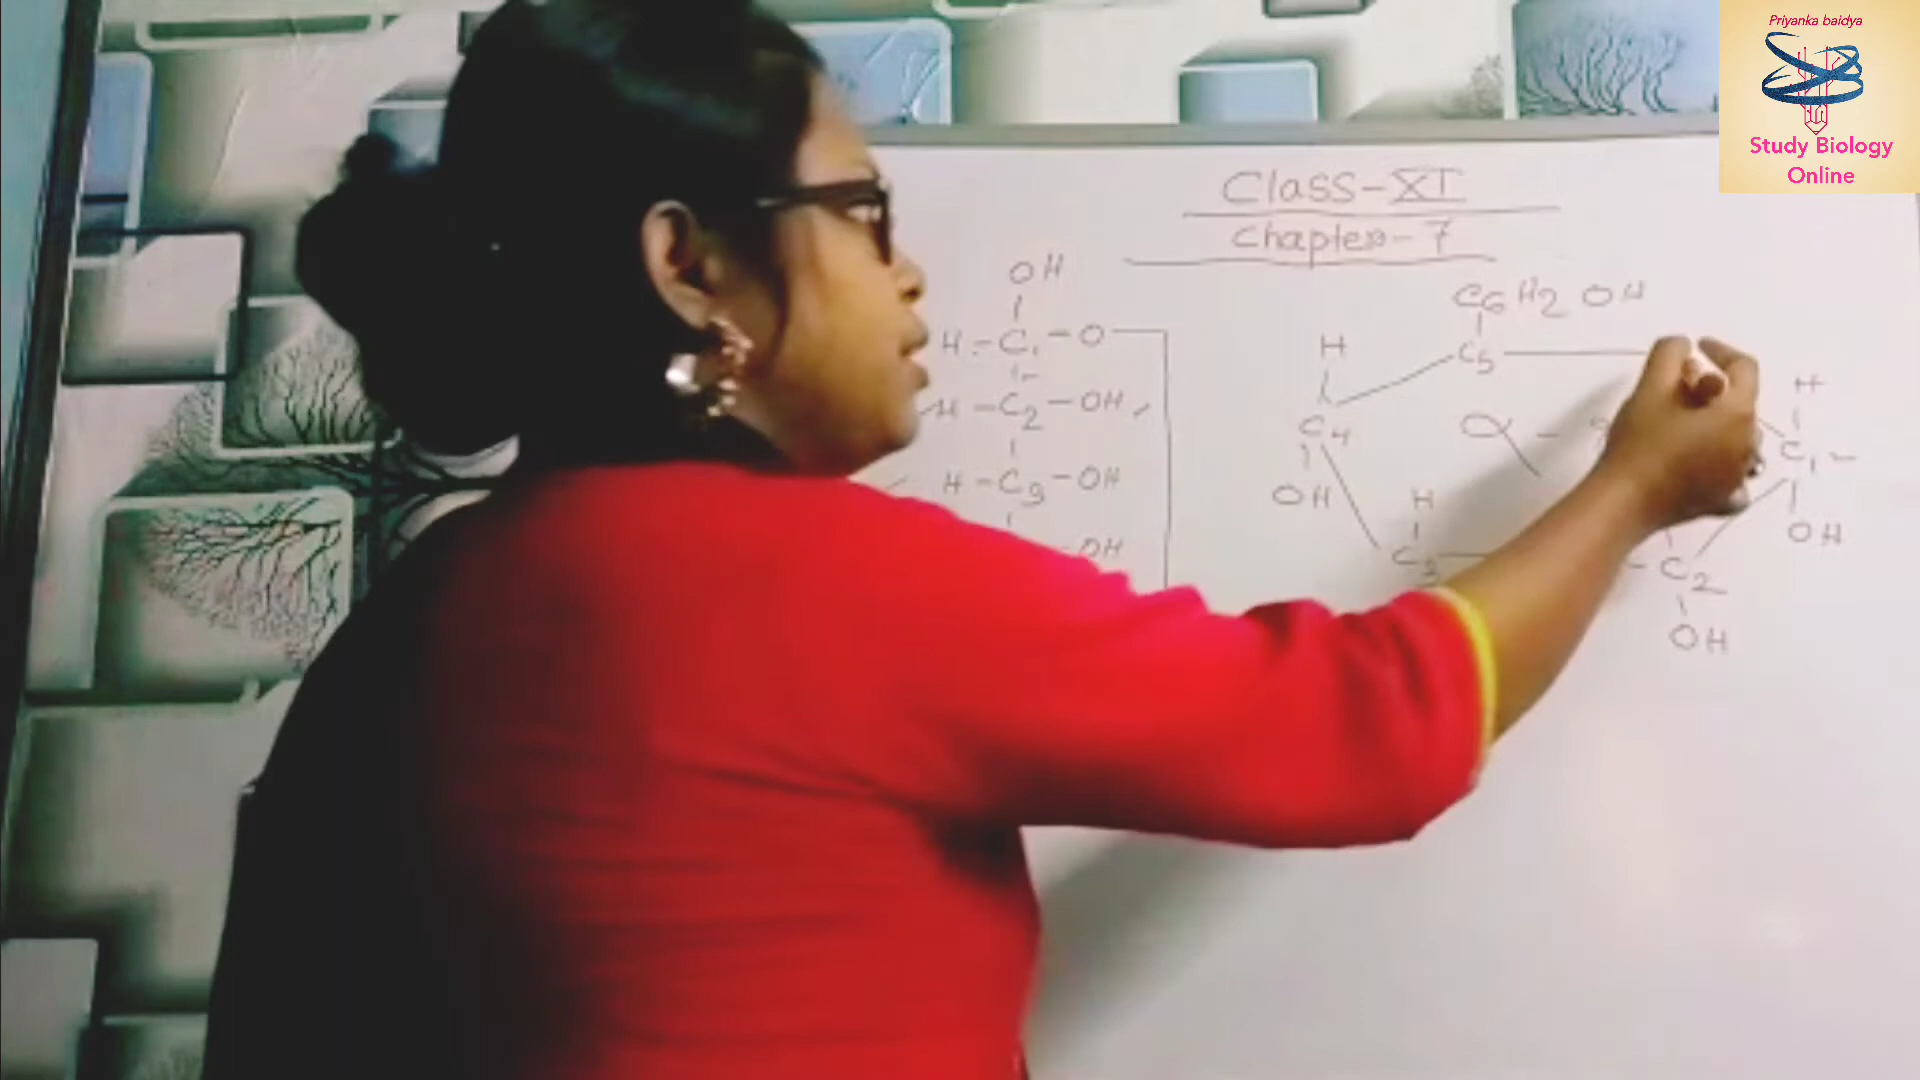 Priyanka baidya
Study Biology
Online
Class-XI
Chapter-7
OH
H-C1-O
H-C2-OH
H-C3-OH
-OH
C6H2OH
H
C5
H
C4
α-
C1-
OH
H
OH
C3
C2
OH